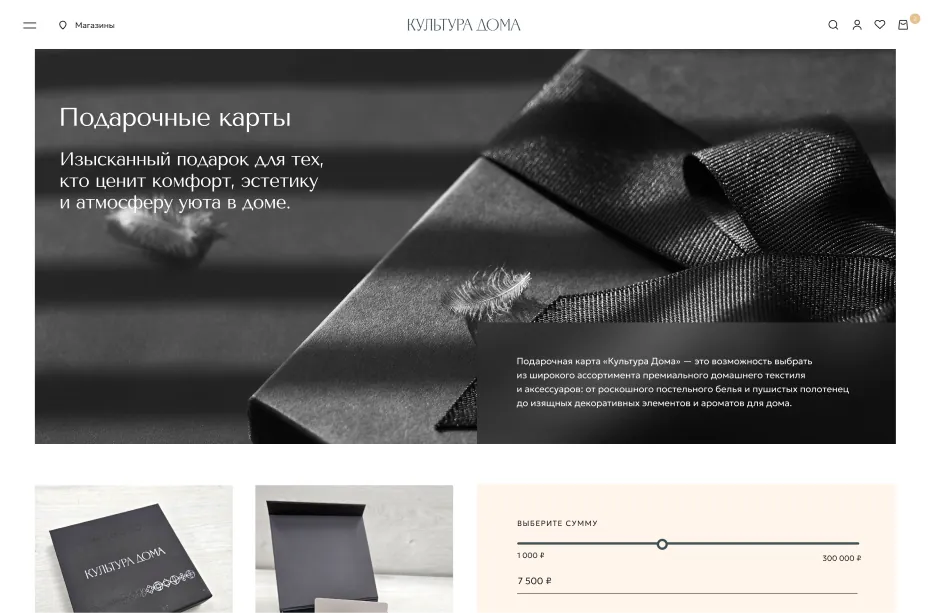 Магазины
КУЛЬТУРА ДОМА
Подарочные карты
Изысканный подарок для тех,
кто ценит комфорт, эстетику
и атмосферу уюта в доме.
Подарочная карта «Культура Дома» — это возможность выбрать
из широкого ассортимента премиального домашнего текстиля
и аксессуаров: от роскошного постельного белья и пушистых полотенец
до изящных декоративных элементов и ароматов для дома.
КУЛЬТУРА ДОМА
ВЫБЕРИТЕ СУММУ
1 000 ₽
300 000 ₽
7 500 ₽